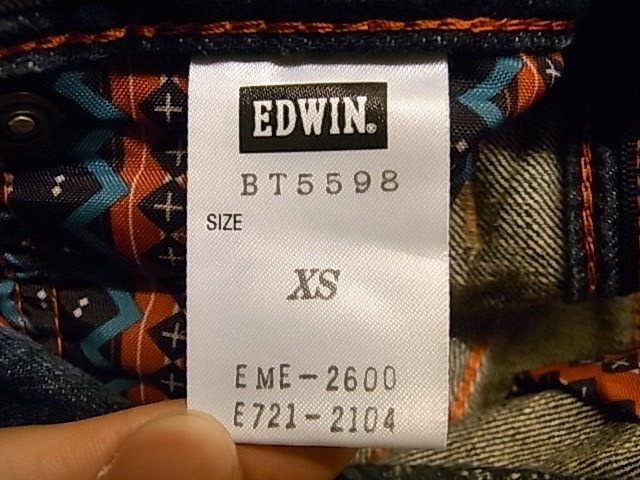 EDWIN®
BT5598
SIZE
XS
EME-2600
E721-2104